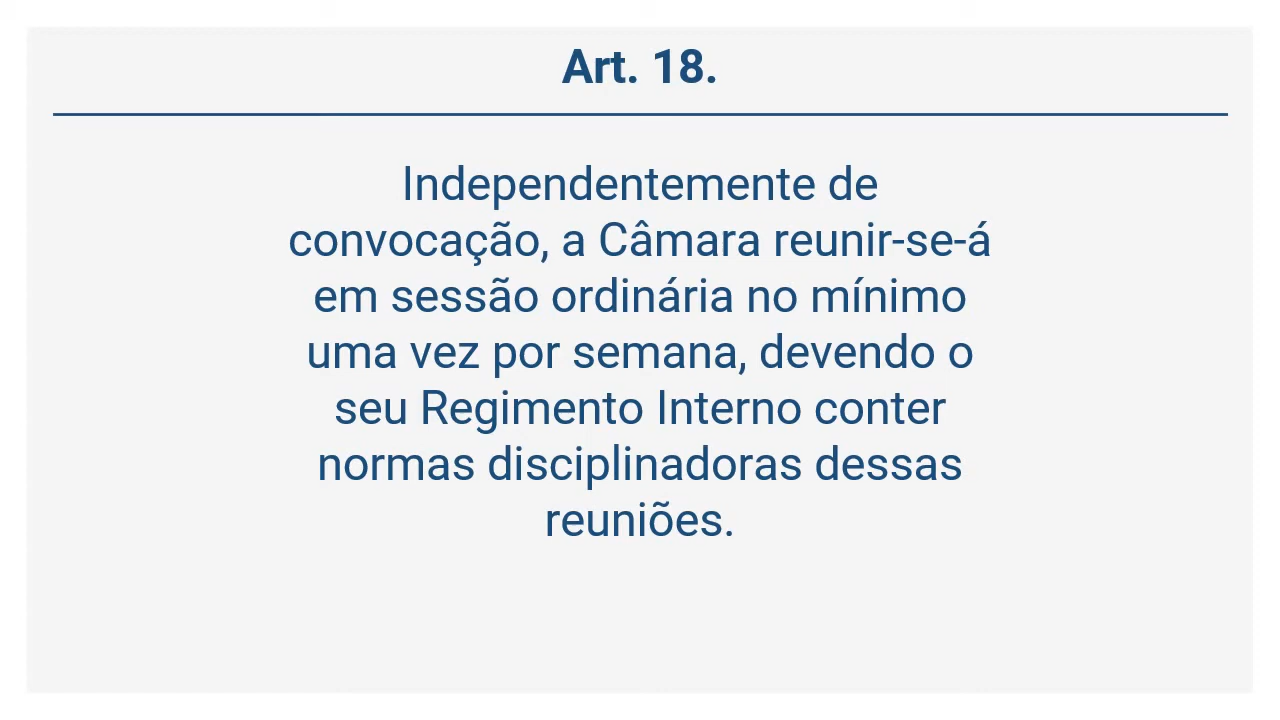 Art. 18.
Independentemente de
convocação, a Câmara reunir-se-á
em sessão ordinária no mínimo
uma vez por semana, devendo o
seu Regimento Interno conter
normas disciplinadoras dessas
reuniões.